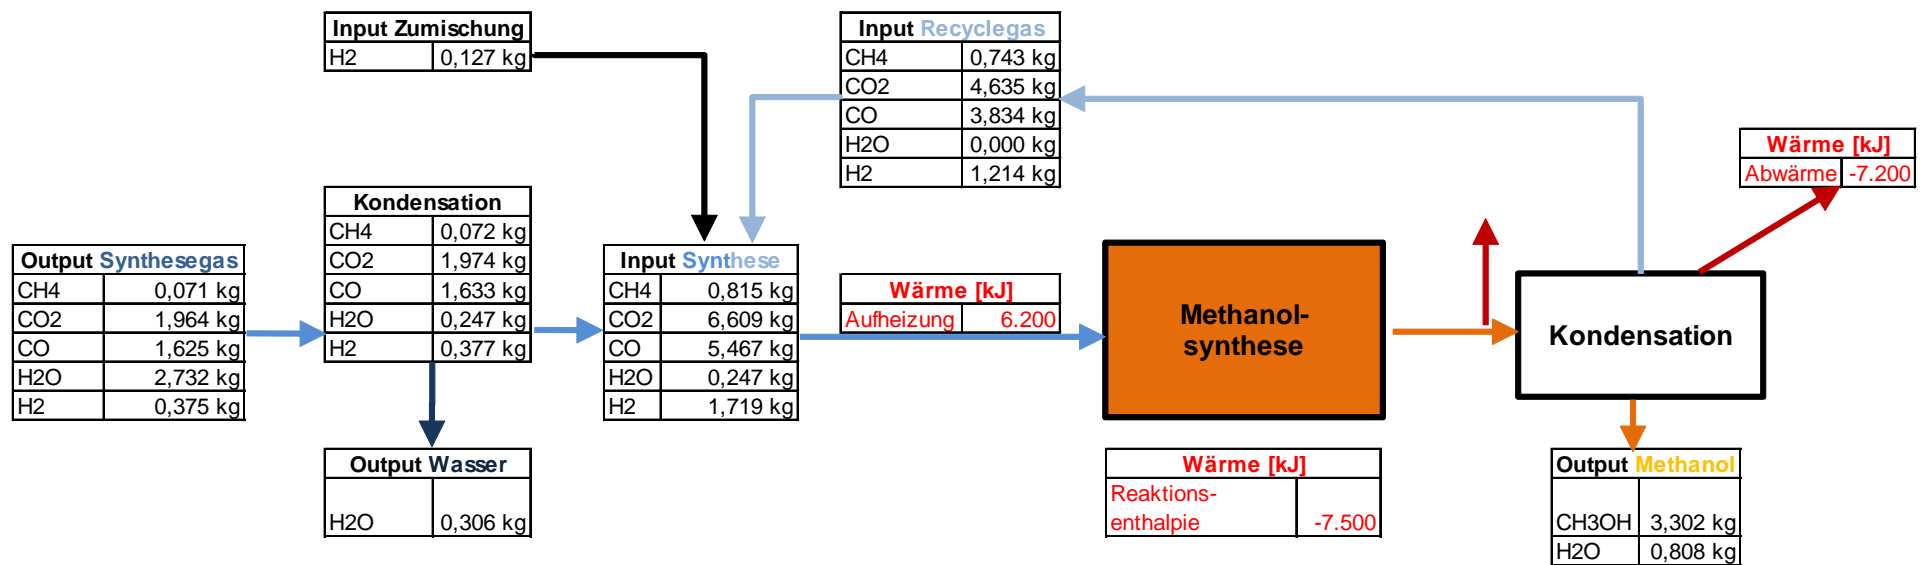 Input Zumischung
H2 0,127 kg
Input Recyclegas
CH4 0,743 kg
CO2 4,635 kg
CO 3,834 kg
H2O 0,000 kg
H2 1,214 kg
Wärme [kJ]
Abwärme -7.200
Kondensation
CH4 0,072 kg
CO2 1,974 kg
CO 1,633 kg
H2O 0,247 kg
H2 0,377 kg
Output Synthesegas
CH4 0,071 kg
CO2 1,964 kg
CO 1,625 kg
H2O 2,732 kg
H2 0,375 kg
Input Synthese
CH4 0,815 kg
CO2 6,609 kg
CO 5,467 kg
H2O 0,247 kg
H2 1,719 kg
Wärme [kJ]
Aufheizung 6.200
Methanol-
synthese
Kondensation
Output Wasser
H2O 0,306 kg
Wärme [kJ]
Reaktions-
enthalpie -7.500
Output Methanol
CH3OH 3,302 kg
H2O 0,808 kg